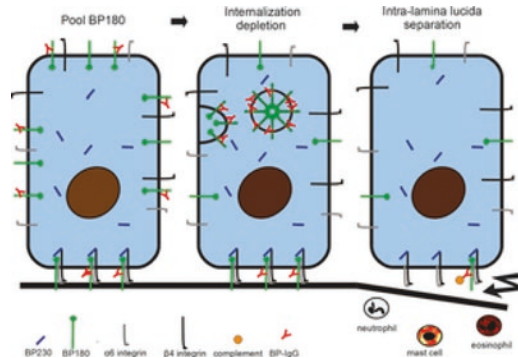 Pool BP180
Internalization
depletion
Intra-lamina lucida
separation
neutrophil
mast cell
eosinophil
BP230
BP180
α6 integrin
β4 integrin
complement
BP-IgG